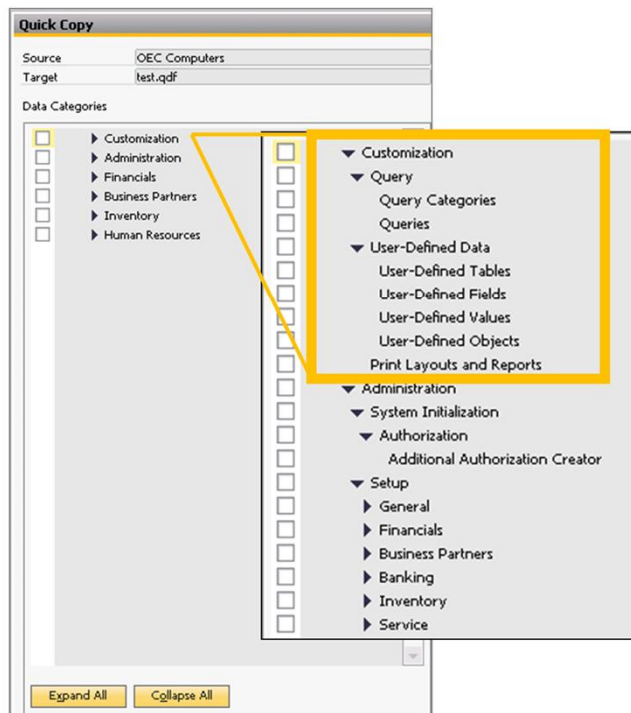 Quick Copy
Source OEC Computers
Target test.qdf
Data Categories
Customization
Administration
Financials
Business Partners
Inventory
Human Resources
Customization
Query
Query Categories
Queries
User-Defined Data
User-Defined Tables
User-Defined Fields
User-Defined Values
User-Defined Objects
Print Layouts and Reports
Administration
System Initialization
Authorization
Additional Authorization Creator
Setup
General
Financials
Business Partners
Banking
Inventory
Service
Expand All Collapse All